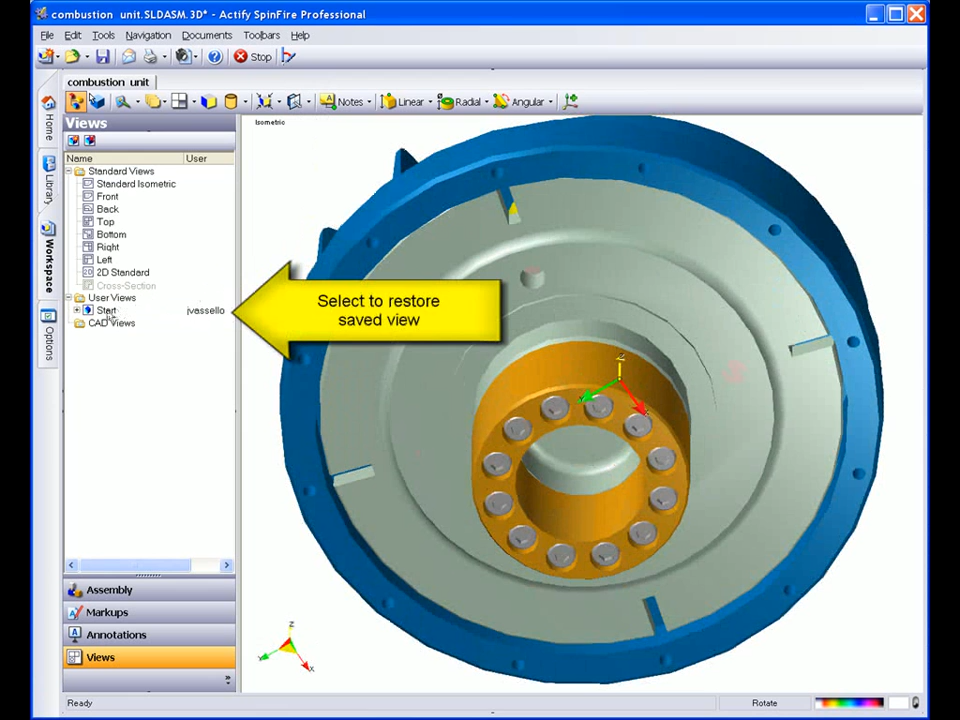 combustion unit.SLDASM.3D* - Actify SpinFire Professional
File Edit Tools Navigation Documents Toolbars Help
Stop
combustion unit
Notes Linear Radial Angular
Views
Name User
Standard Views
Standard Isometric
Front
Back
Top
Bottom
Right
Left
2D Standard
Cross-Section
User Views
Start jvassello
CAD Views
Home
Library
Workspace
Options
Isometric
Select to restore
saved view
Z
Z
Y
X
Assembly
Markups
Annotations
Views
Ready Rotate